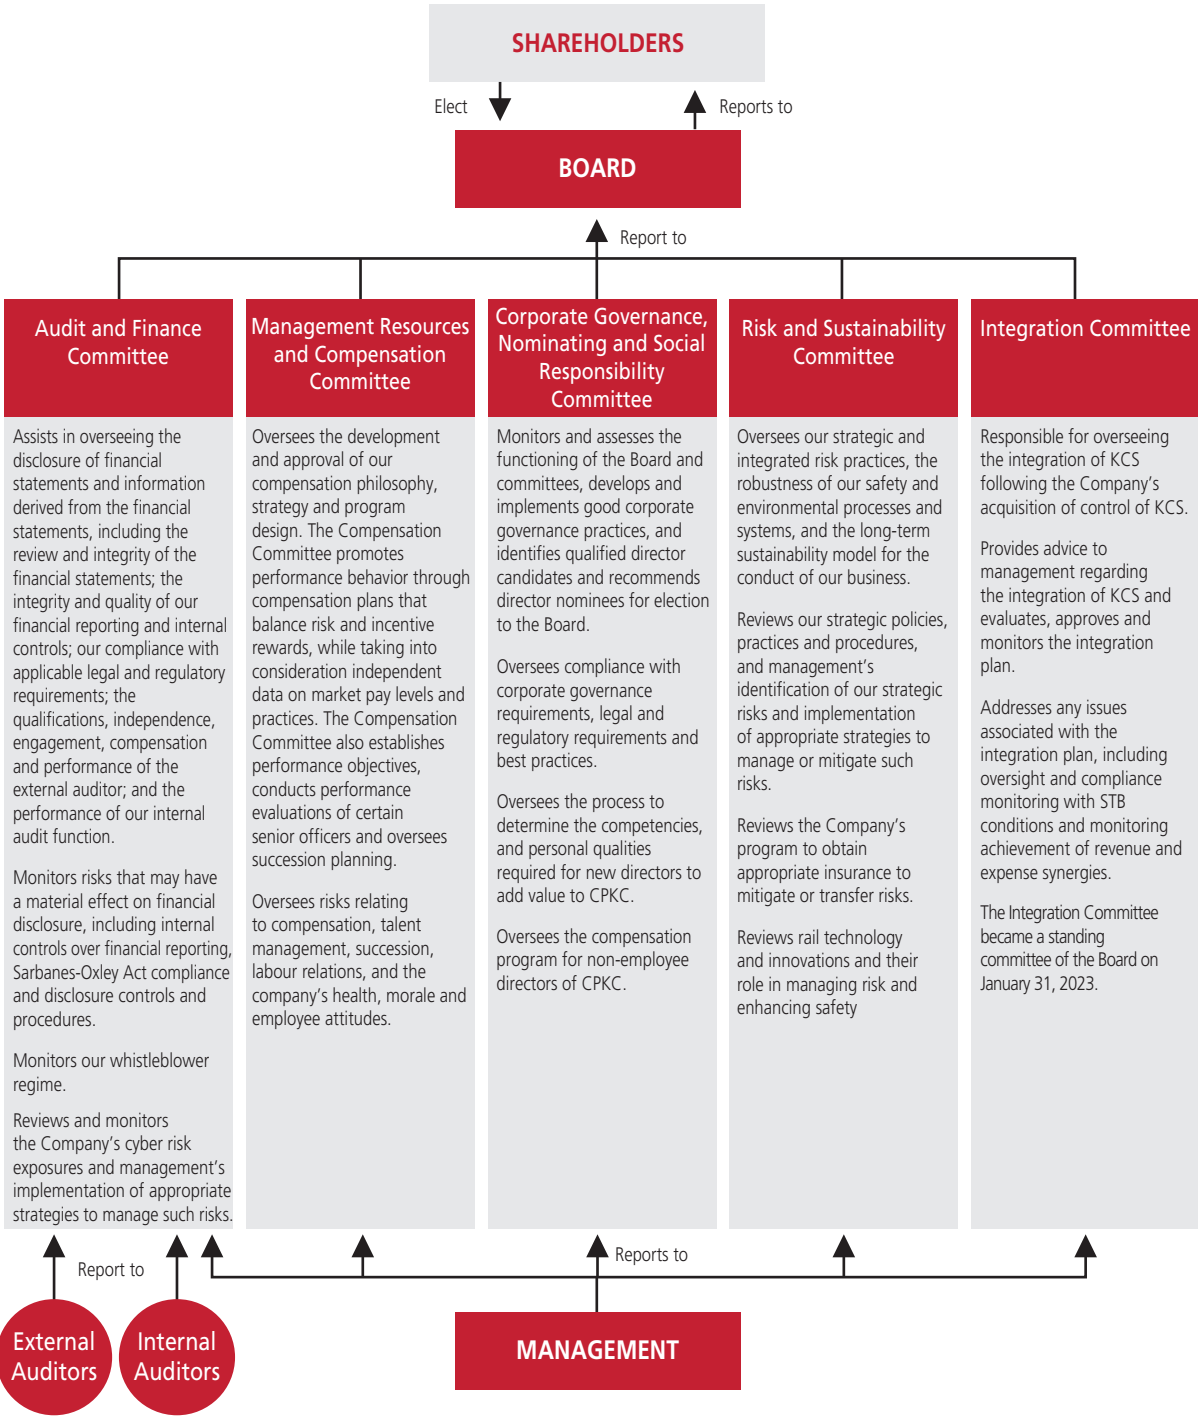 SHAREHOLDERS
Elect
Reports to
BOARD
Report to
Audit and Finance
Committee
Assists in overseeing the
disclosure of financial
statements and information
derived from the financial
statements, including the
review and integrity of the
financial statements; the
integrity and quality of our
financial reporting and internal
controls; our compliance with
applicable legal and regulatory
requirements; the
qualifications, independence,
engagement, compensation
and performance of the
external auditor; and the
performance of our internal
audit function.
Monitors risks that may have
a material effect on financial
disclosure, including internal
controls over financial reporting,
Sarbanes-Oxley Act compliance
and disclosure controls and
procedures.
Monitors our whistleblower
regime.
Reviews and monitors
the Company’s cyber risk
exposures and management’s
implementation of appropriate
strategies to manage such risks.
Management Resources
and Compensation
Committee
Oversees the development
and approval of our
compensation philosophy,
strategy and program
design. The Compensation
Committee promotes
performance behavior through
compensation plans that
balance risk and incentive
rewards, while taking into
consideration independent
data on market pay levels and
practices. The Compensation
Committee also establishes
performance objectives,
conducts performance
evaluations of certain
senior officers and oversees
succession planning.
Oversees risks relating
to compensation, talent
management, succession,
labour relations, and the
company’s health, morale and
employee attitudes.
Corporate Governance,
Nominating and Social
Responsibility
Committee
Monitors and assesses the
functioning of the Board and
committees, develops and
implements good corporate
governance practices, and
identifies qualified director
candidates and recommends
director nominees for election
to the Board.
Oversees compliance with
corporate governance
requirements, legal and
regulatory requirements and
best practices.
Oversees the process to
determine the competencies,
and personal qualities
required for new directors to
add value to CPKC.
Oversees the compensation
program for non-employee
directors of CPKC.
Risk and Sustainability
Committee
Oversees our strategic and
integrated risk practices, the
robustness of our safety and
environmental processes and
systems, and the long-term
sustainability model for the
conduct of our business.
Reviews our strategic policies,
practices and procedures,
and management’s
identification of our strategic
risks and implementation
of appropriate strategies to
manage or mitigate such
risks.
Reviews the Company’s
program to obtain
appropriate insurance to
mitigate or transfer risks.
Reviews rail technology
and innovations and their
role in managing risk and
enhancing safety
Integration Committee
Responsible for overseeing
the integration of KCS
following the Company’s
acquisition of control of KCS.
Provides advice to
management regarding
the integration of KCS and
evaluates, approves and
monitors the integration
plan.
Addresses any issues
associated with the
integration plan, including
oversight and compliance
monitoring with STB
conditions and monitoring
achievement of revenue and
expense synergies.
The Integration Committee
became a standing
committee of the Board on
January 31, 2023.
Report to
Reports to
External
Auditors
Internal
Auditors
MANAGEMENT